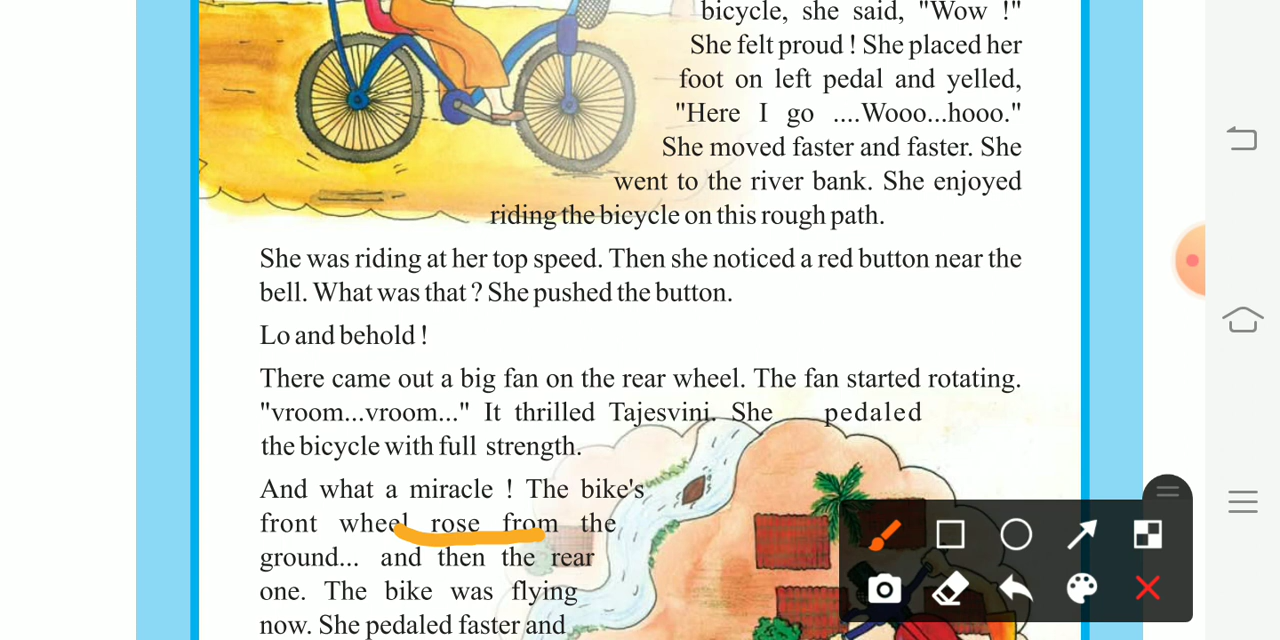 bicycle, she said, "Wow !"
She felt proud ! She placed her
foot on left pedal and yelled,
"Here I go ....Wooo...hooo."
She moved faster and faster. She
went to the river bank. She enjoyed
riding the bicycle on this rough path.
She was riding at her top speed. Then she noticed a red button near the
bell. What was that ? She pushed the button.
Lo and behold !
There came out a big fan on the rear wheel. The fan started rotating.
"vroom...vroom..." It thrilled Tajesvini. She pedaled
the bicycle with full strength.
And what a miracle ! The bike's
front wheel rose from the
ground... and then the rear
one. The bike was flying
now. She pedaled faster and